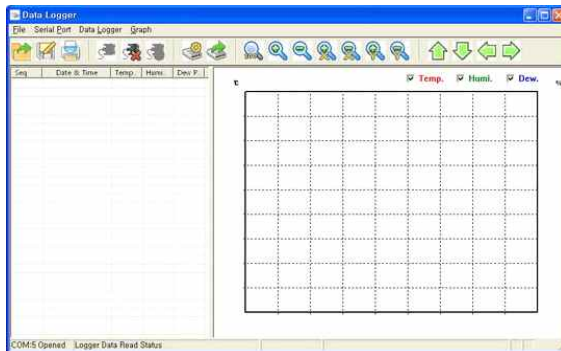 Data Logger
File Serial Port Data Logger Graph
Seq Date & Time Temp. Humi. Dew P.
℃ Temp. Humi. Dew. %
COM:5 Opened Logger Data Read Status